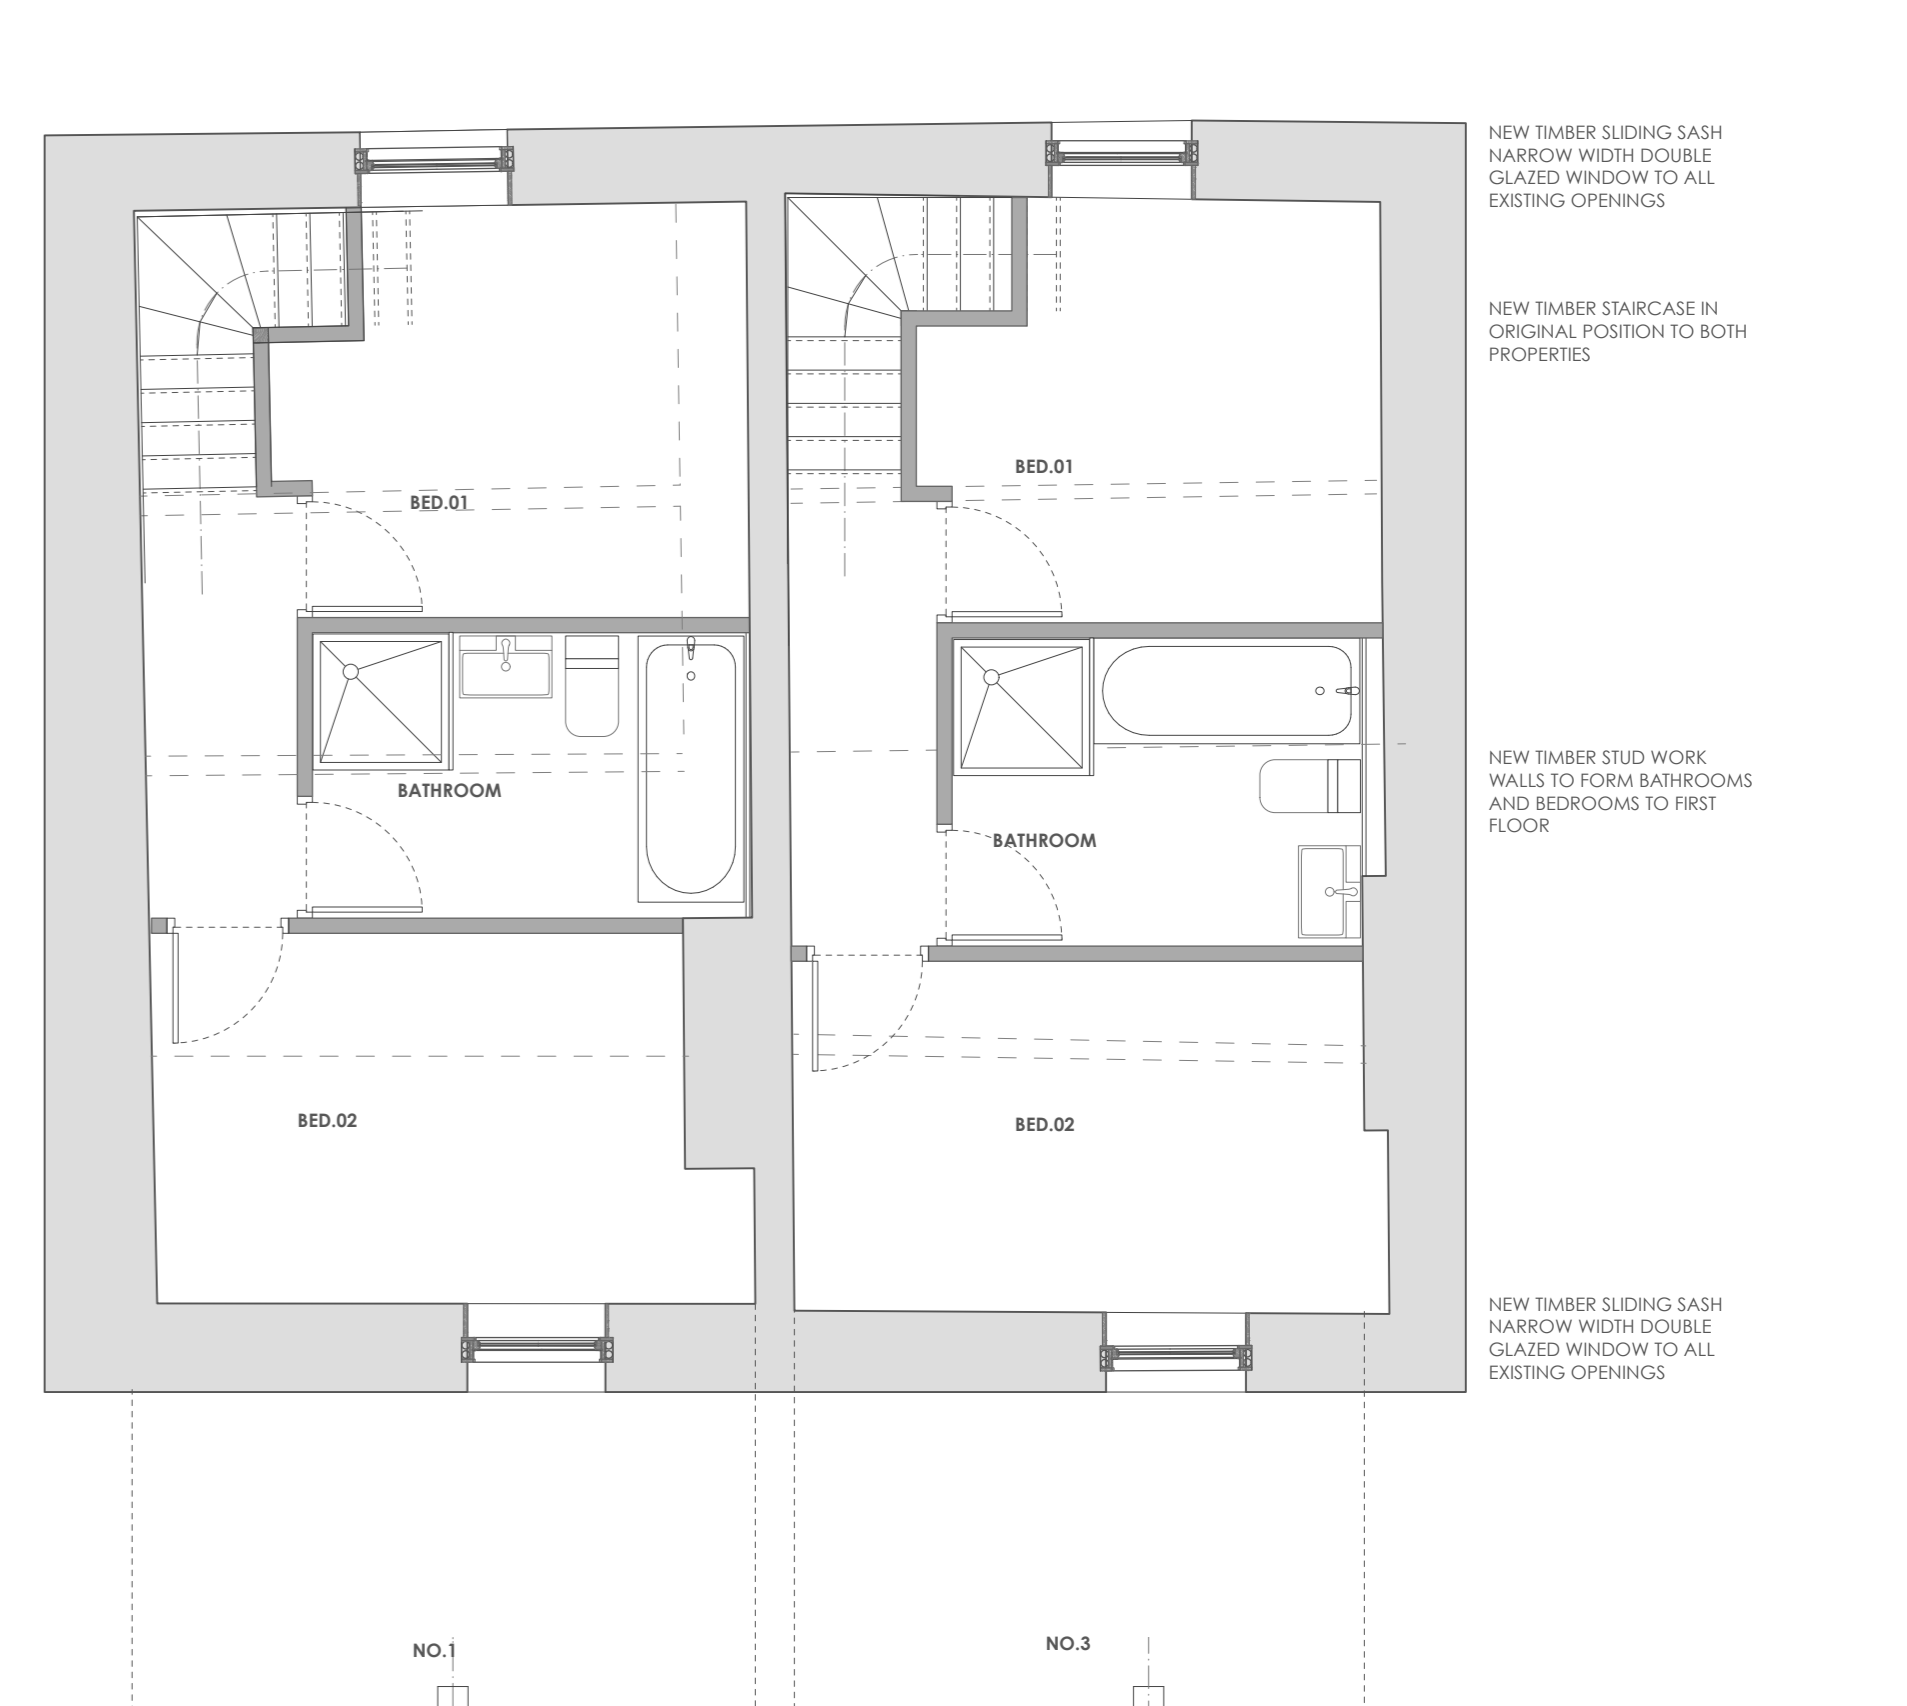 NEW TIMBER SLIDING SASH
NARROW WIDTH DOUBLE
GLAZED WINDOW TO ALL
EXISTING OPENINGS
NEW TIMBER STAIRCASE IN
ORIGINAL POSITION TO BOTH
PROPERTIES
BED.01
BED.01
NEW TIMBER STUD WORK
WALLS TO FORM BATHROOMS
AND BEDROOMS TO FIRST
FLOOR
BATHROOM
BATHROOM
BED.02
BED.02
NEW TIMBER SLIDING SASH
NARROW WIDTH DOUBLE
GLAZED WINDOW TO ALL
EXISTING OPENINGS
NO.1
NO.3